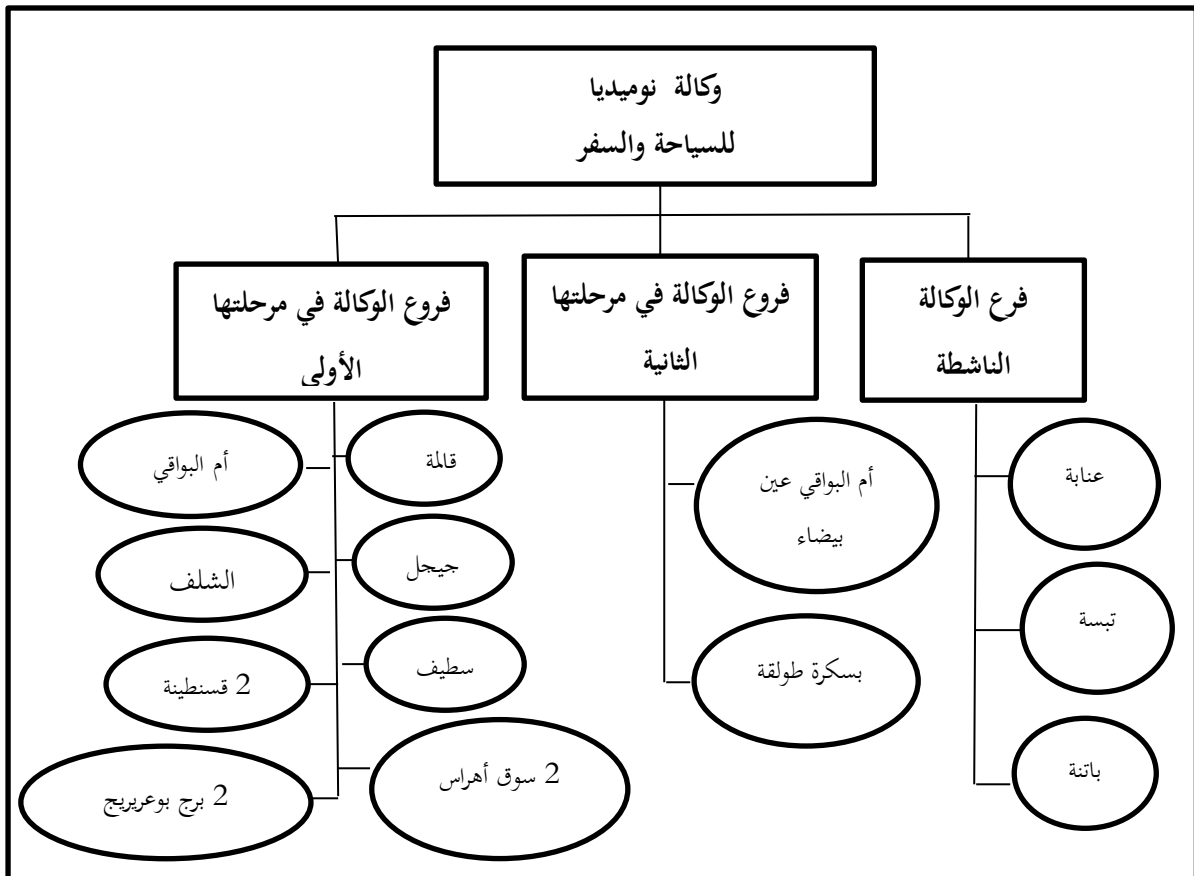 وكالة نوميديا
للسياحة والسفر
فرع الوكالة
الناشطة
فروع الوكالة في مرحلتها
الثانية
فروع الوكالة في مرحلتها
الأولى
عنابة
تبسة
باتنة
أم البواقي عين
بيضاء
بسكرة طولقة
قالمة
أم البواقي
جيجل
الشلف
سطيف
2 قسنطينة
2 سوق أهراس
2 برج بوعريريج